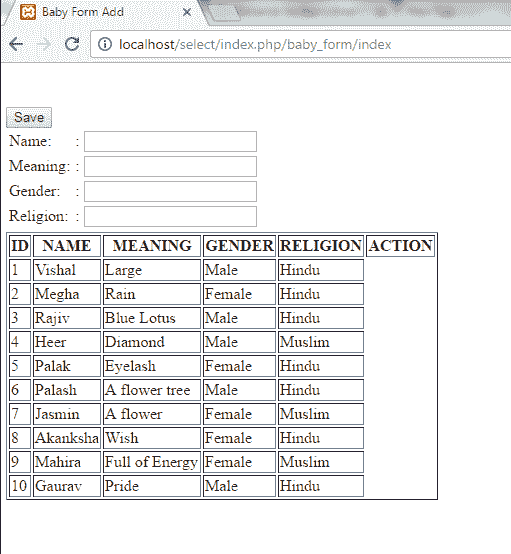 Baby Form Add
localhost/select/index.php/baby_form/index
Save
Name: :
Meaning: :
Gender: :
Religion: :
ID NAME MEANING GENDER RELIGION ACTION
1 Vishal Large Male Hindu
2 Megha Rain Female Hindu
3 Rajiv Blue Lotus Male Hindu
4 Heer Diamond Male Muslim
5 Palak Eyelash Female Hindu
6 Palash A flower tree Male Hindu
7 Jasmin A flower Female Muslim
8 Akanksha Wish Female Hindu
9 Mahira Full of Energy Female Muslim
10 Gaurav Pride Male Hindu